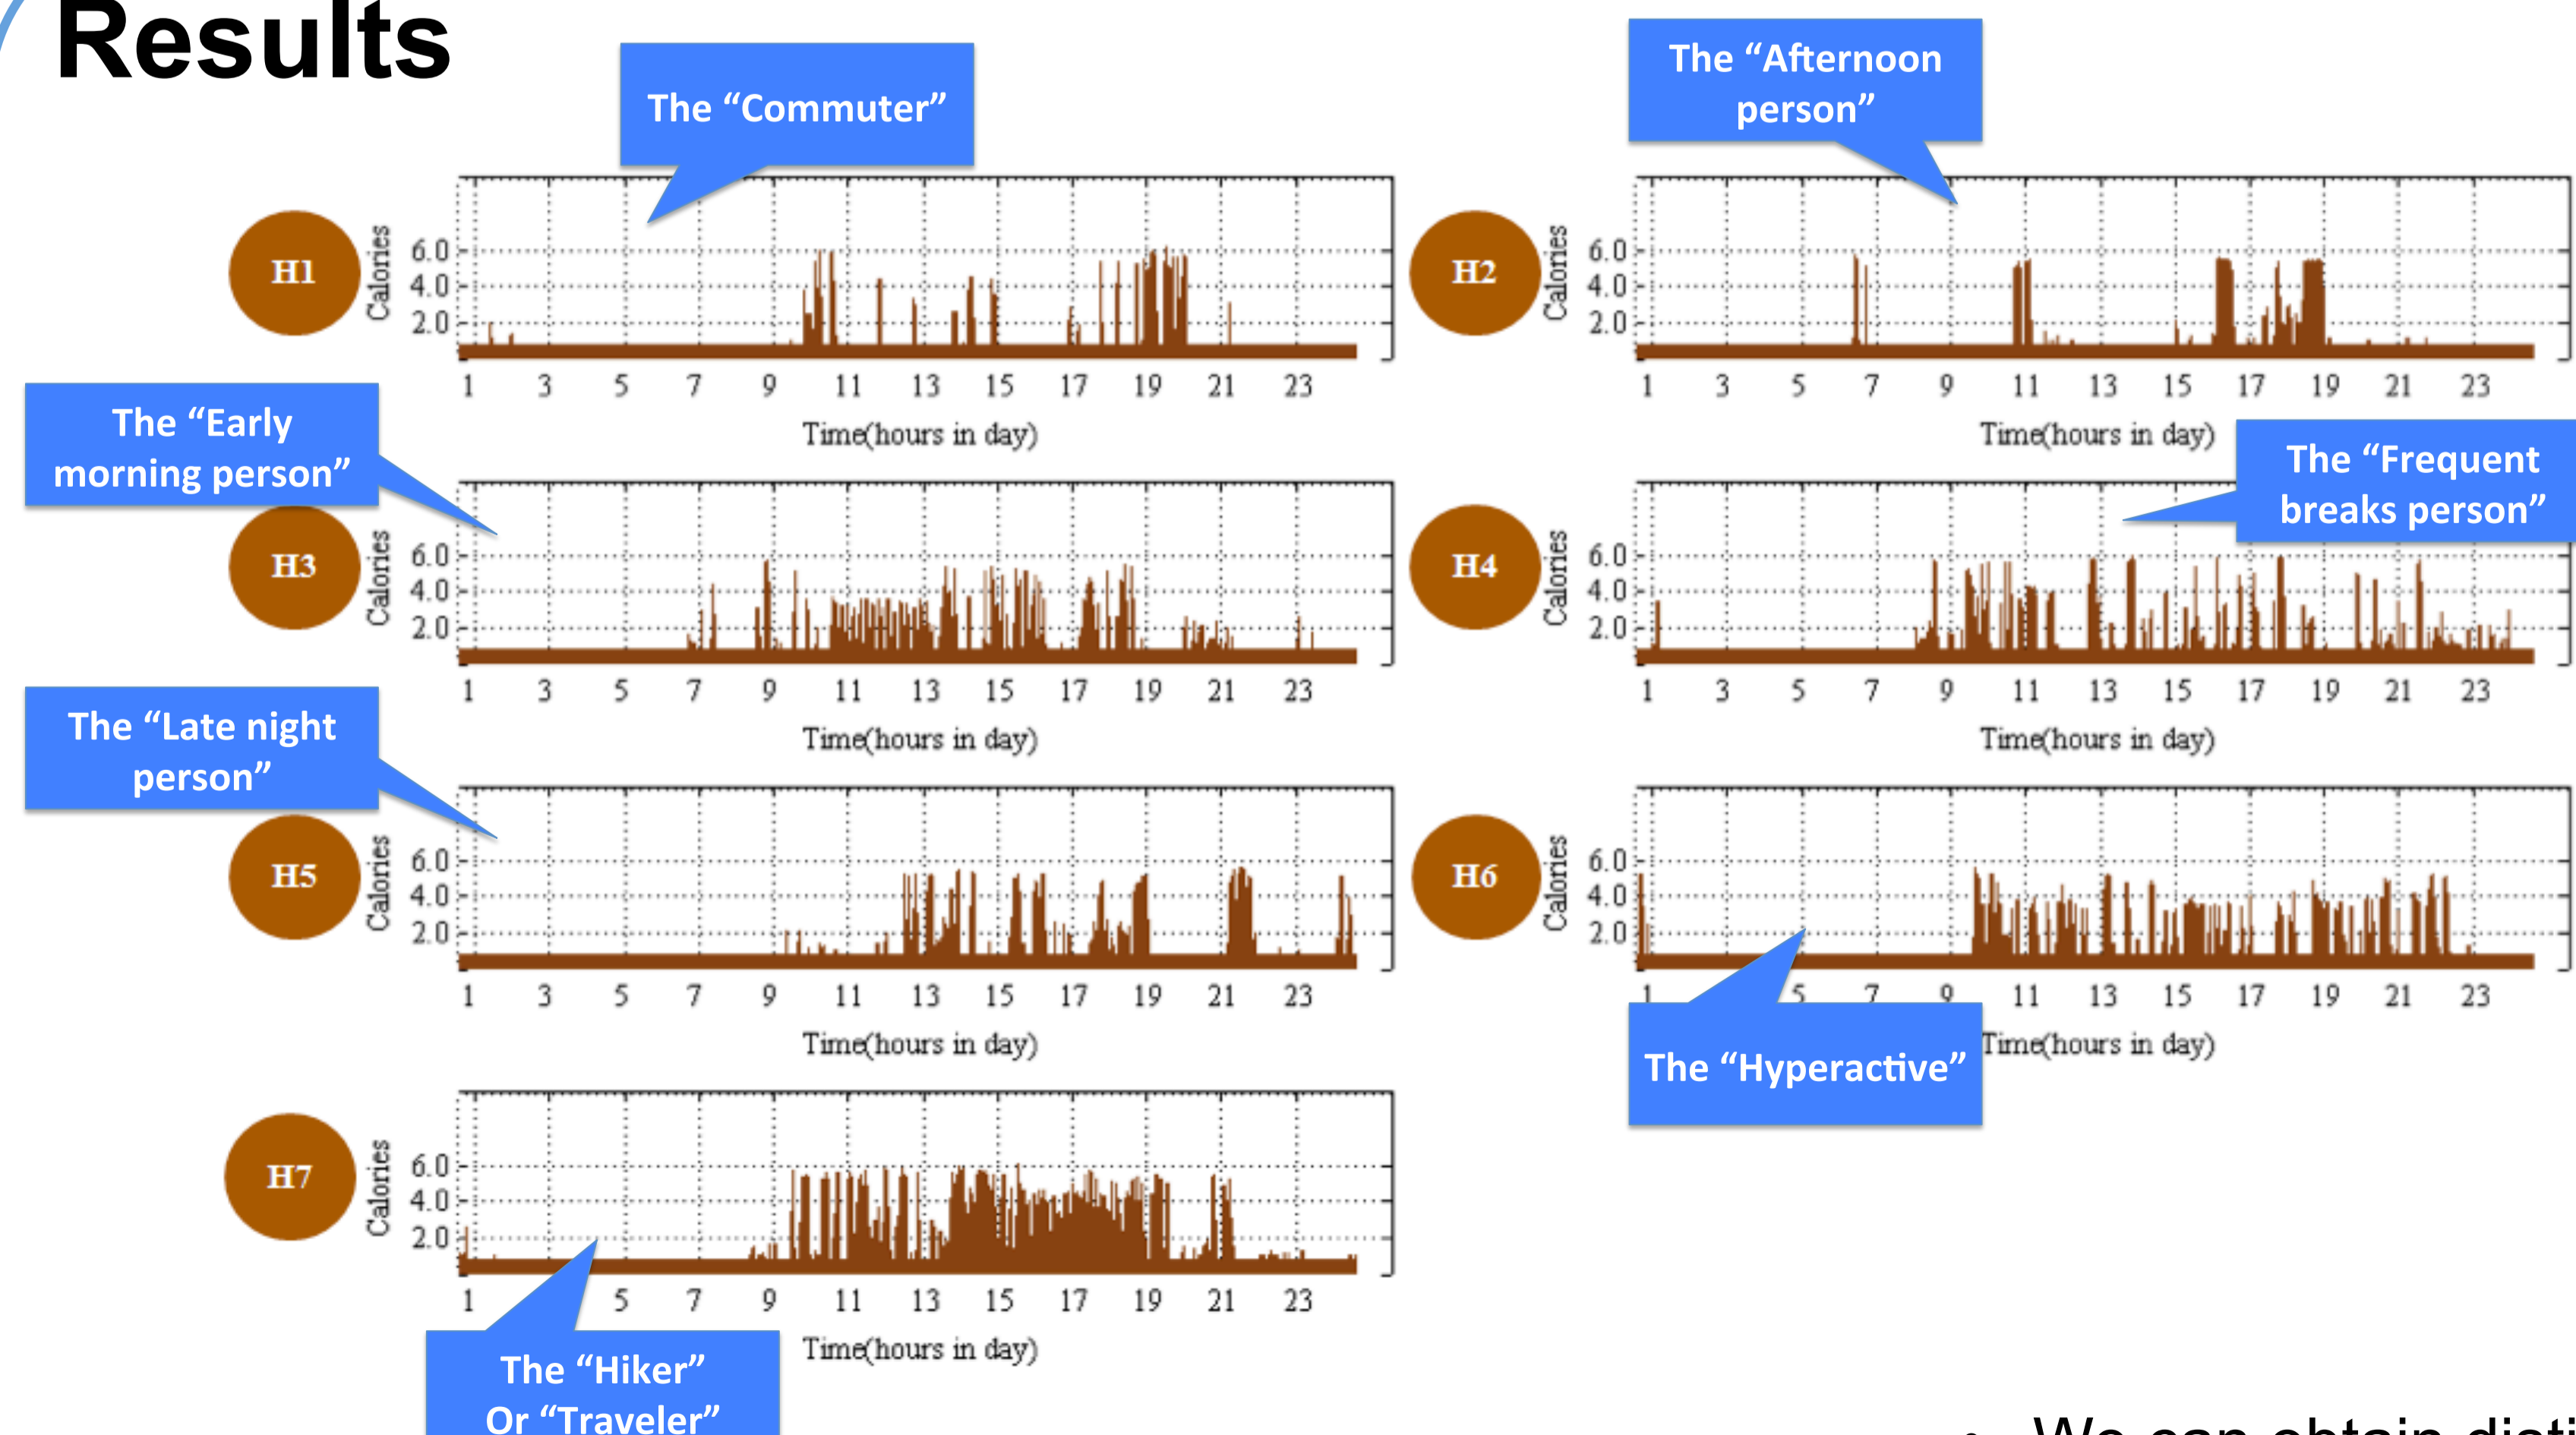 Results
The “Commuter”
The “Afternoon
person”
H1
Calories
6.0
4.0
2.0
1 3 5 7 9 11 13 15 17 19 21 23
Time(hours in day)
H2
Calories
6.0
4.0
2.0
1 3 5 7 9 11 13 15 17 19 21 23
Time(hours in day)
The “Early
morning person”
H3
Calories
6.0
4.0
2.0
1 3 5 7 9 11 13 15 17 19 21 23
Time(hours in day)
The “Frequent
breaks person”
H4
Calories
6.0
4.0
2.0
1 3 5 7 9 11 13 15 17 19 21 23
Time(hours in day)
The “Late night
person”
H5
Calories
6.0
4.0
2.0
1 3 5 7 9 11 13 15 17 19 21 23
Time(hours in day)
H6
Calories
6.0
4.0
2.0
1 5 7 9 11 13 15 17 19 21 23
Time(hours in day)
The “Hyperactive”
H7
Calories
6.0
4.0
2.0
1 5 7 9 11 13 15 17 19 21 23
Time(hours in day)
The “Hiker”
Or “Traveler”
• We can obtain